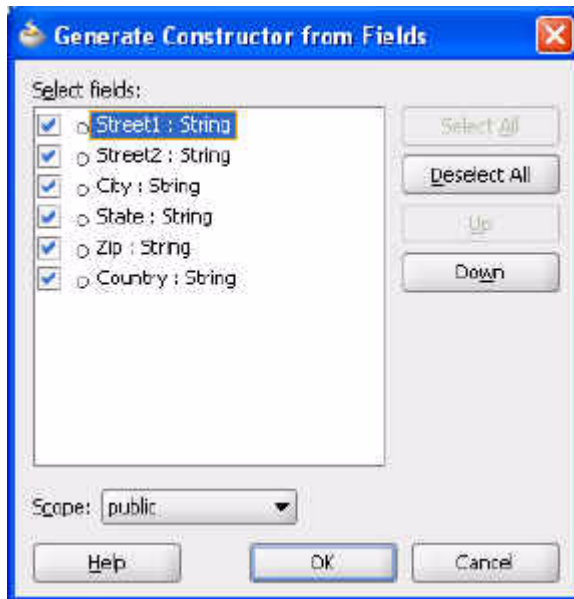 Generate Constructor from Fields
Select fields:
Street1 : String
Street2 : String
City : String
State : String
Zip : String
Country : String
Select All
Deselect All
Up
Down
Scope: public
Help
OK
Cancel